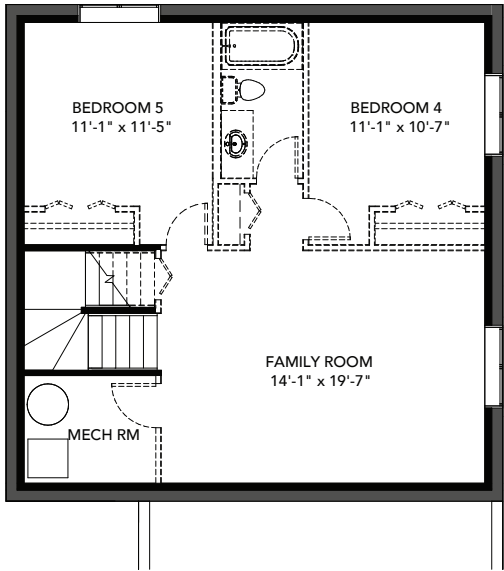 BEDROOM 5
11'-1" x 11'-5"
BEDROOM 4
11'-1" x 10'-7"
FAMILY ROOM
14'-1" x 19'-7"
MECH RM